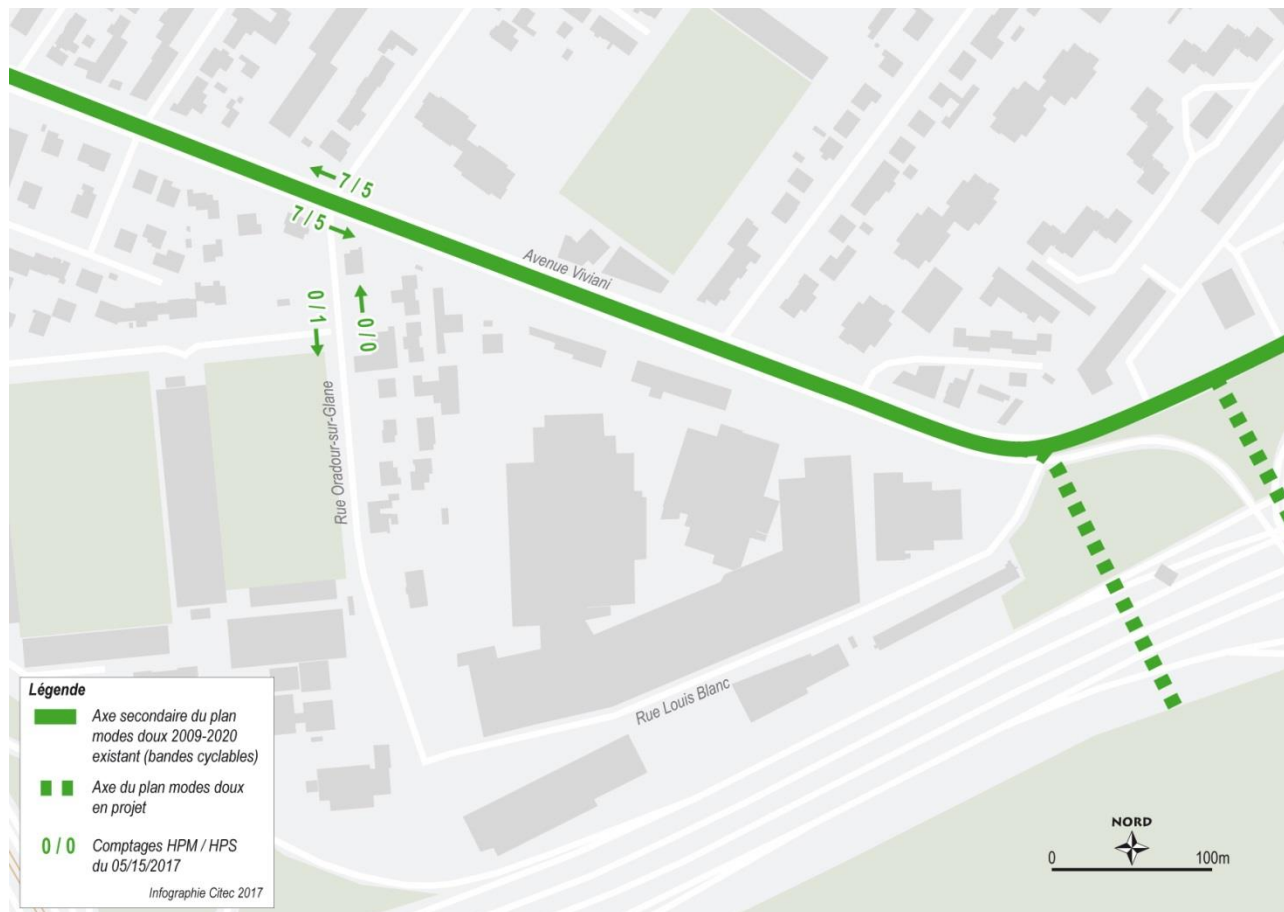 7 / 5
7 / 5
Avenue Viviani
0 / 1
0 / 0
Rue Oradour-sur-Glane
Rue Louis Blanc
Légende
Axe secondaire du plan
modes doux 2009-2020
existant (bandes cyclables)
Axe du plan modes doux
en projet
0 / 0
Comptages HPM / HPS
du 05/15/2017
Infographie Citec 2017
NORD
0
100m